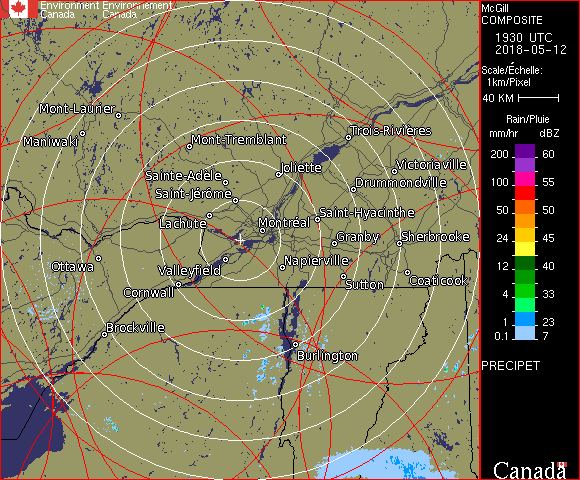 Environment Environnement
Canada Canada
McGill
COMPOSITE
1930 UTC
2018-05-12
Scale/Échelle:
1km/Pixel
40 KM
Rain/Pluie
mm/hr dBZ
200 60
100 55
50 50
24 45
12 40
4 33
1 23
0.1 7
PRECIPET
Canada
Mont-Laurier
Maniwaki
Mont-Tremblant
Trois-Rivières
Sainte-Adèle
Joliette
Victoriaville
Saint-Jérôme
Drummondville
Lachute
Montréal
Saint-Hyacinthe
Granby
Sherbrooke
Ottawa
Valleyfield
Napierville
Cornwall
Sutton
Coaticook
Brockville
Burlington